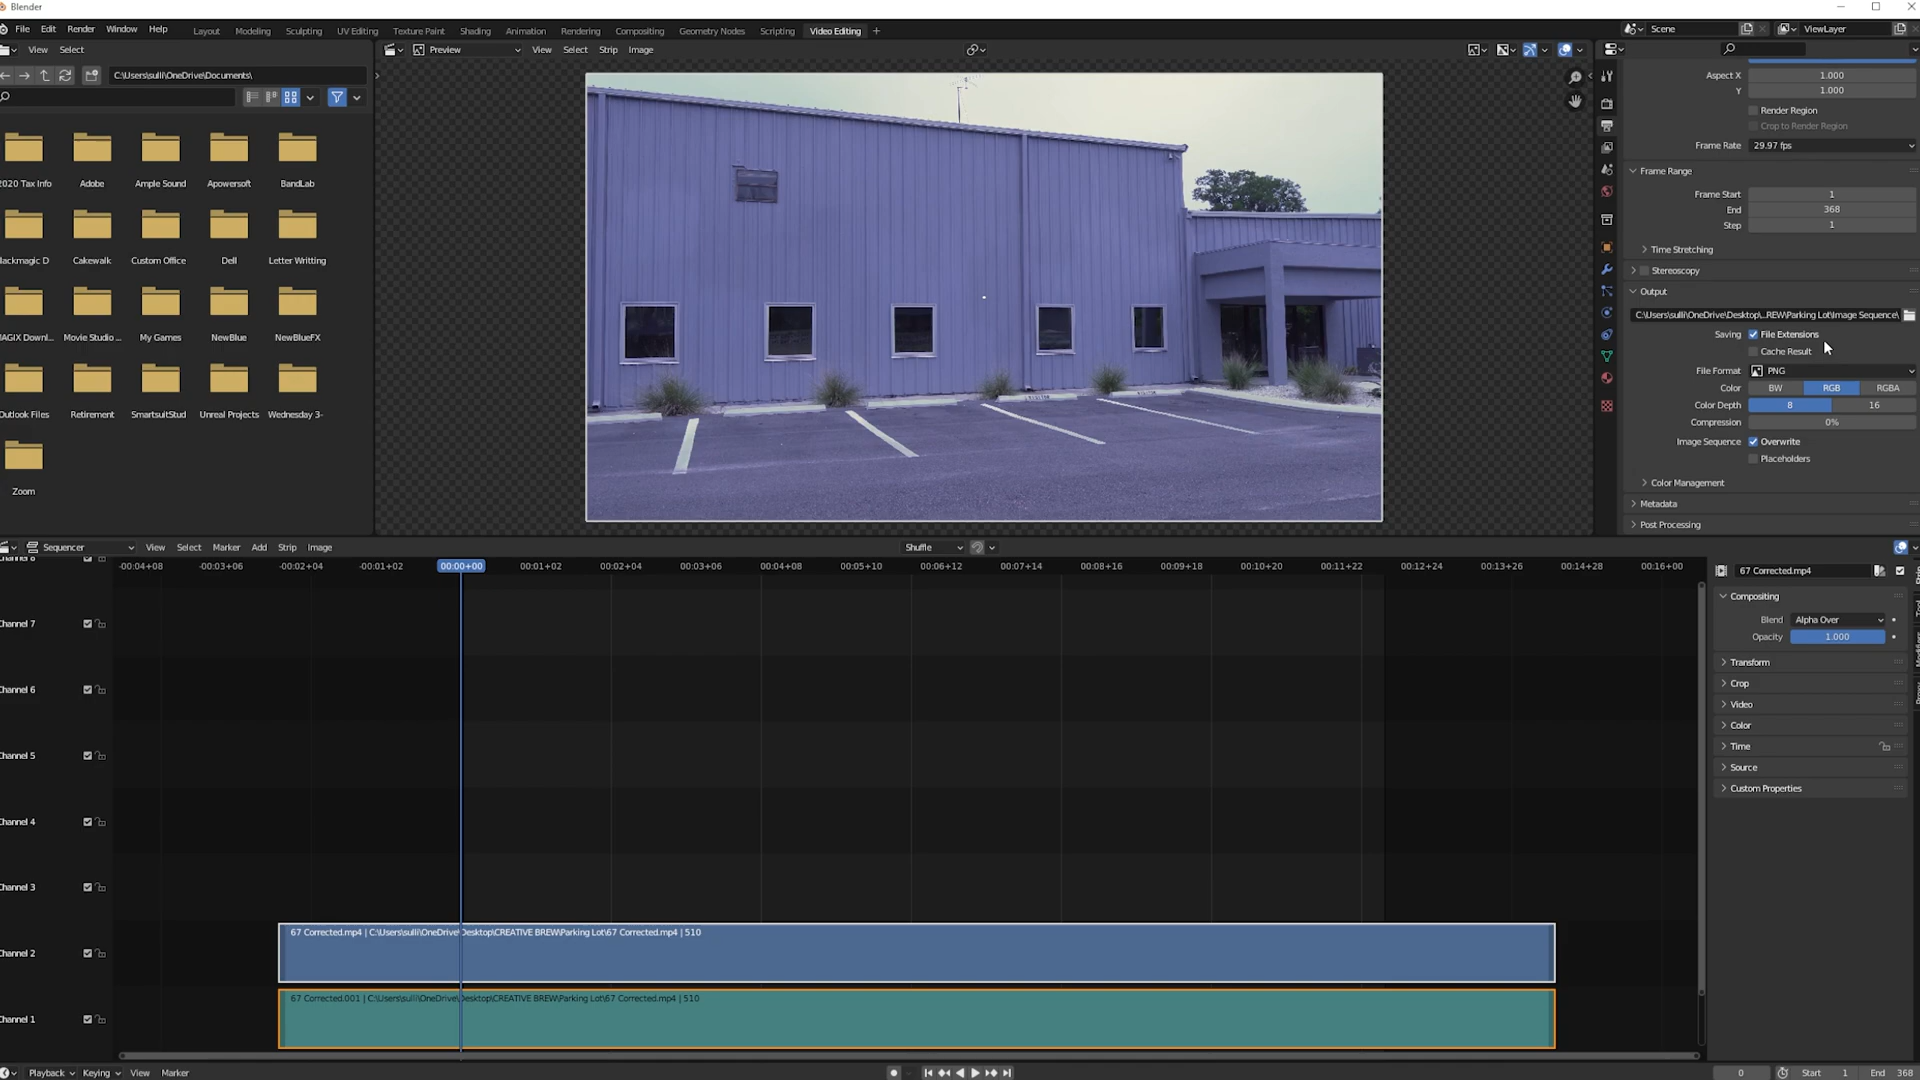 Blender
File Edit Render Window Help
Layout Modeling Sculpting UV Editing Texture Paint Shading Animation Rendering Compositing Geometry Nodes Scripting Video Editing +
Scene
ViewLayer
View Select
Preview
View Select Strip Image
C:\Users\sulli\OneDrive\Documents\
2020 Tax Info Adobe Ample Sound Apowersoft BandLab
lackmagic D Cakewalk Custom Office Dell Letter Writting
IAGIX Downl... Movie Studio ... My Games NewBlue NewBlueFX
Outlook Files Retirement SmartsuitStud Unreal Projects Wednesday 3-
Zoom
Aspect X 1.000
Y 1.000
Render Region
Crop to Render Region
Frame Rate 29.97 fps
Frame Range
Frame Start 1
End 368
Step 1
Time Stretching
Stereoscopy
Output
C:\Users\sulli\OneDrive\Desktop\...REW\Parking Lot\Image Sequence\
Saving File Extensions
Cache Result
File Format PNG
Color BW RGB RGBA
Color Depth 8 16
Compression 0%
Image Sequence Overwrite
Placeholders
Color Management
Metadata
Post Processing
Sequencer View Select Marker Add Strip Image Shuffle
-00:04+08 -00:03+06 -00:02+04 -00:01+02 00:00+00 00:01+02 00:02+04 00:03+06 00:04+08 00:05+10 00:06+12 00:07+14 00:08+16 00:09+18 00:10+20 00:11+22 00:12+24 00:13+26 00:14+28 00:16+00
Channel 7
Channel 6
Channel 5
Channel 4
Channel 3
Channel 2
Channel 1
67 Corrected.mp4 | C:\Users\sulli\OneDrive\Desktop\CREATIVE BREW\Parking Lot\67 Corrected.mp4 | 510
67 Corrected.001 | C:\Users\sulli\OneDrive\Desktop\CREATIVE BREW\Parking Lot\67 Corrected.mp4 | 510
67 Corrected.mp4
Compositing
Blend Alpha Over
Opacity 1.000
Transform
Crop
Video
Color
Time
Source
Custom Properties
Playback Keying View Marker
0 Start 1 End 368